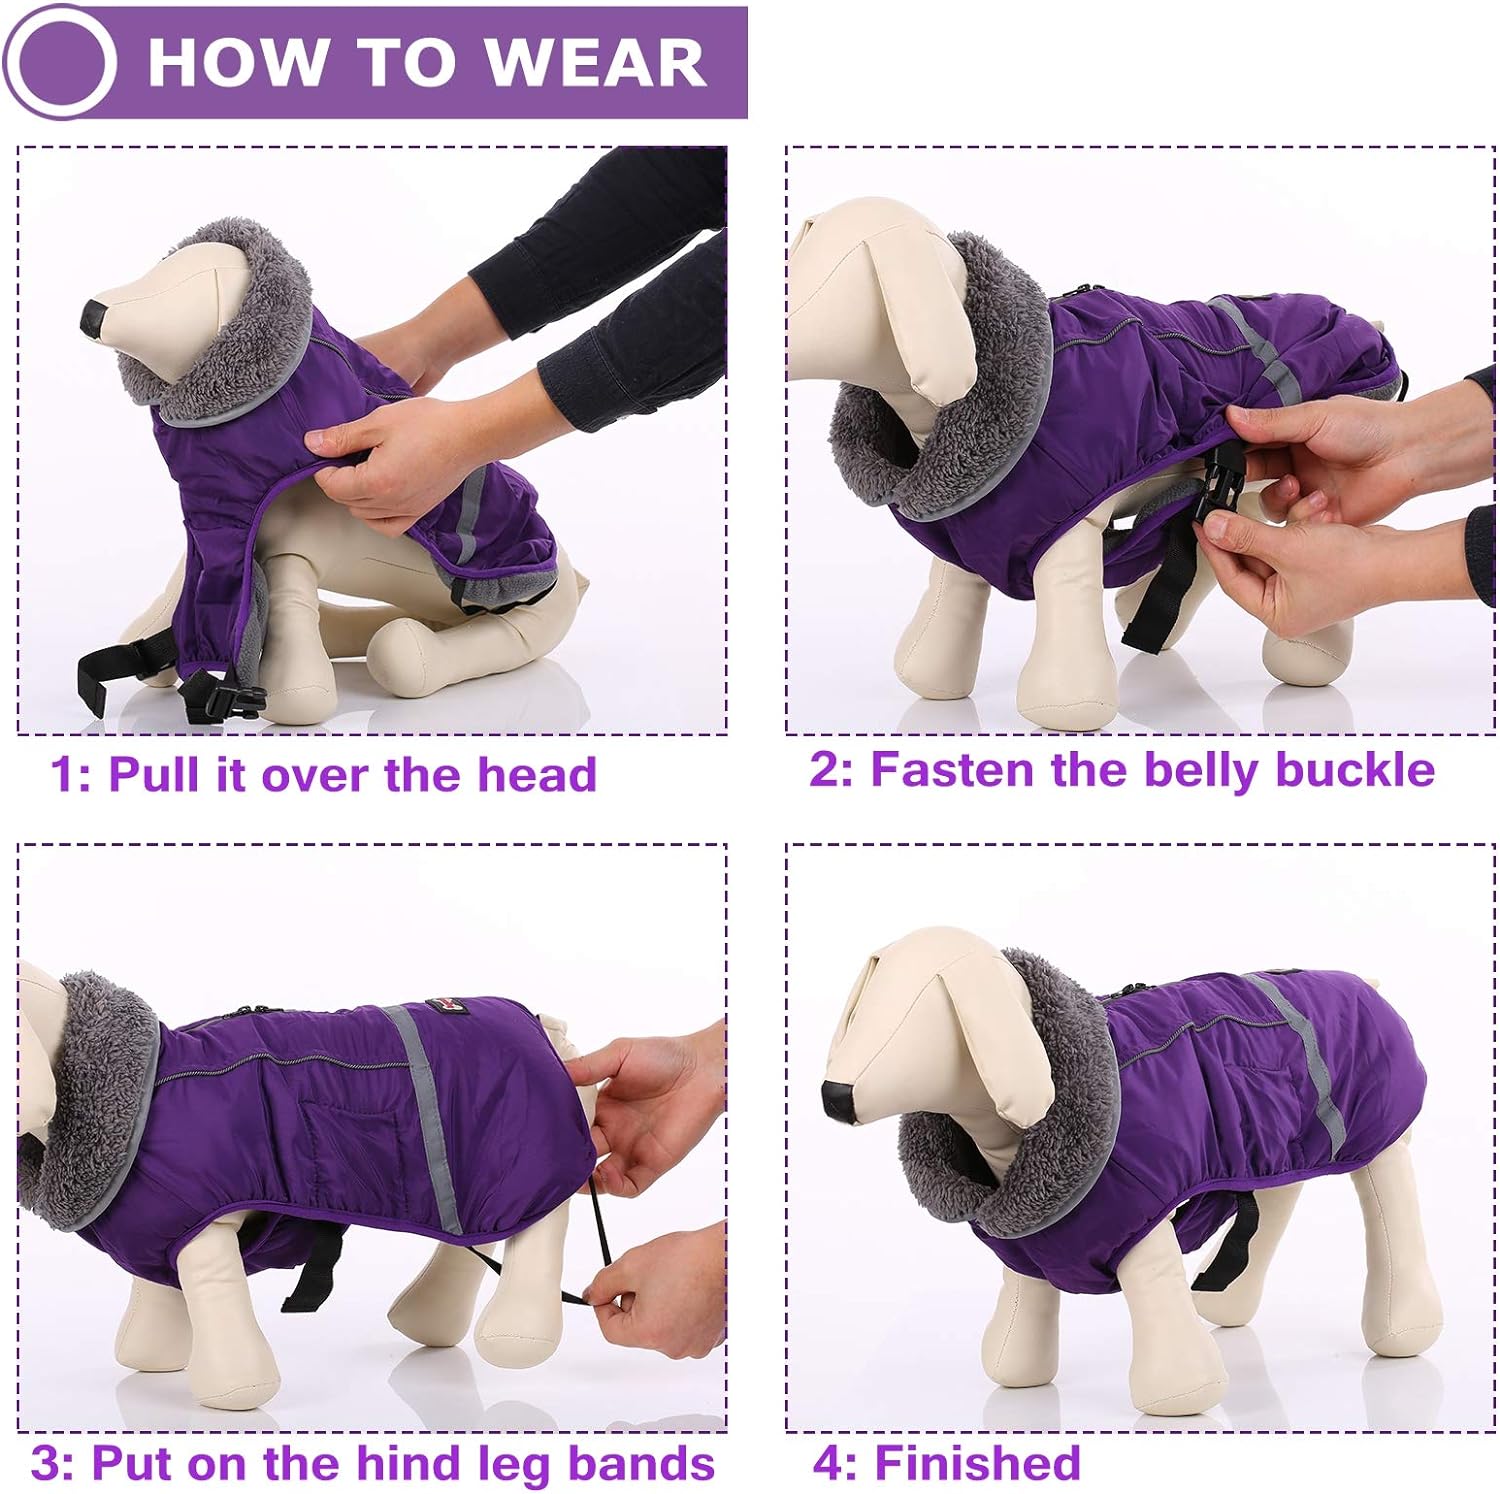 HOW TO WEAR
1: Pull it over the head
2: Fasten the belly buckle
3: Put on the hind leg bands
4: Finished